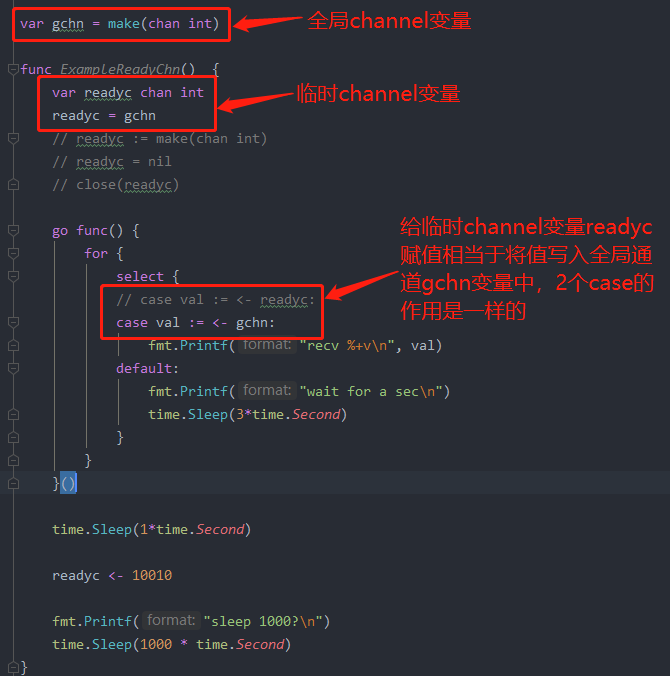 var gchn = make(chan int)
全局channel变量
func ExampleReadyChn() {
var readyc chan int
readyc = gchn
临时channel变量
// readyc := make(chan int)
// readyc = nil
// close(readyc)
go func() {
for {
select {
// case val := <- readyc:
case val := <- gchn:
给临时channel变量readyc
赋值相当于将值写入全局通
道gchn变量中，2个case的
作用是一样的
fmt.Printf( format: "recv %+v\n", val)
default:
fmt.Printf( format: "wait for a sec\n")
time.Sleep(3*time.Second)
}
}
}()
time.Sleep(1*time.Second)
readyc <- 10010
fmt.Printf( format: "sleep 1000?\n")
time.Sleep(1000 * time.Second)
}